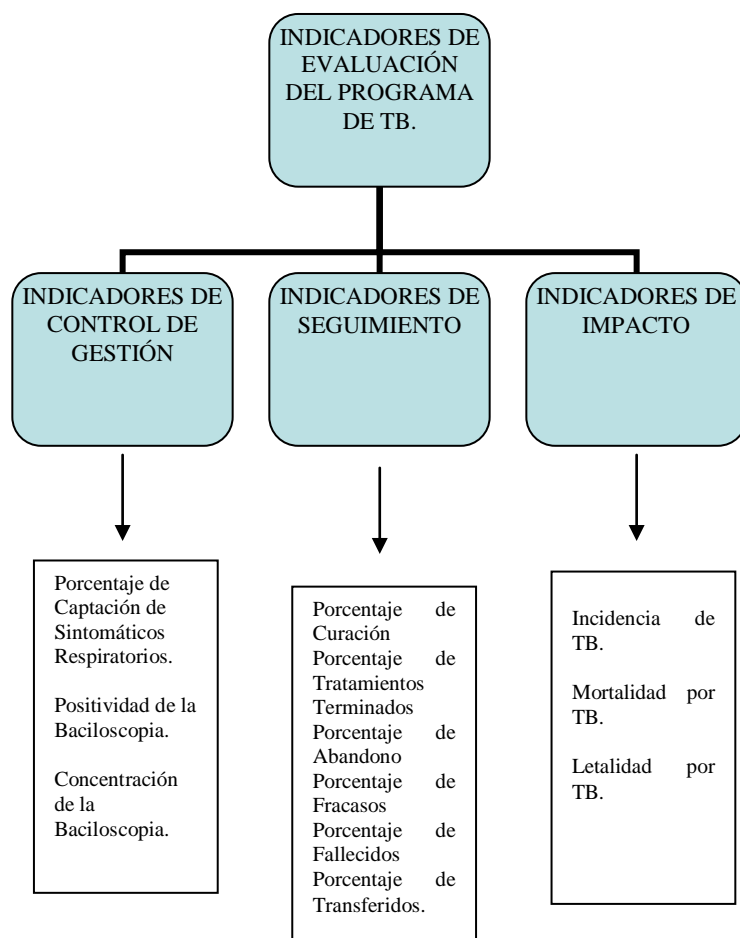 INDICADORES DE
EVALUACIÓN
DEL PROGRAMA
DE TB.
INDICADORES DE
CONTROL DE
GESTIÓN
INDICADORES DE
SEGUIMIENTO
INDICADORES DE
IMPACTO
Porcentaje de
Captación de
Sintomáticos
Respiratorios.
Positividad de la
Baciloscopia.
Concentración
de la
Baciloscopia.
Porcentaje de
Curación
Porcentaje de
Tratamientos
Terminados
Porcentaje de
Abandono
Porcentaje de
Fracasos
Porcentaje de
Fallecidos
Porcentaje de
Transferidos.
Incidencia de
TB.
Mortalidad por
TB.
Letalidad por
TB.